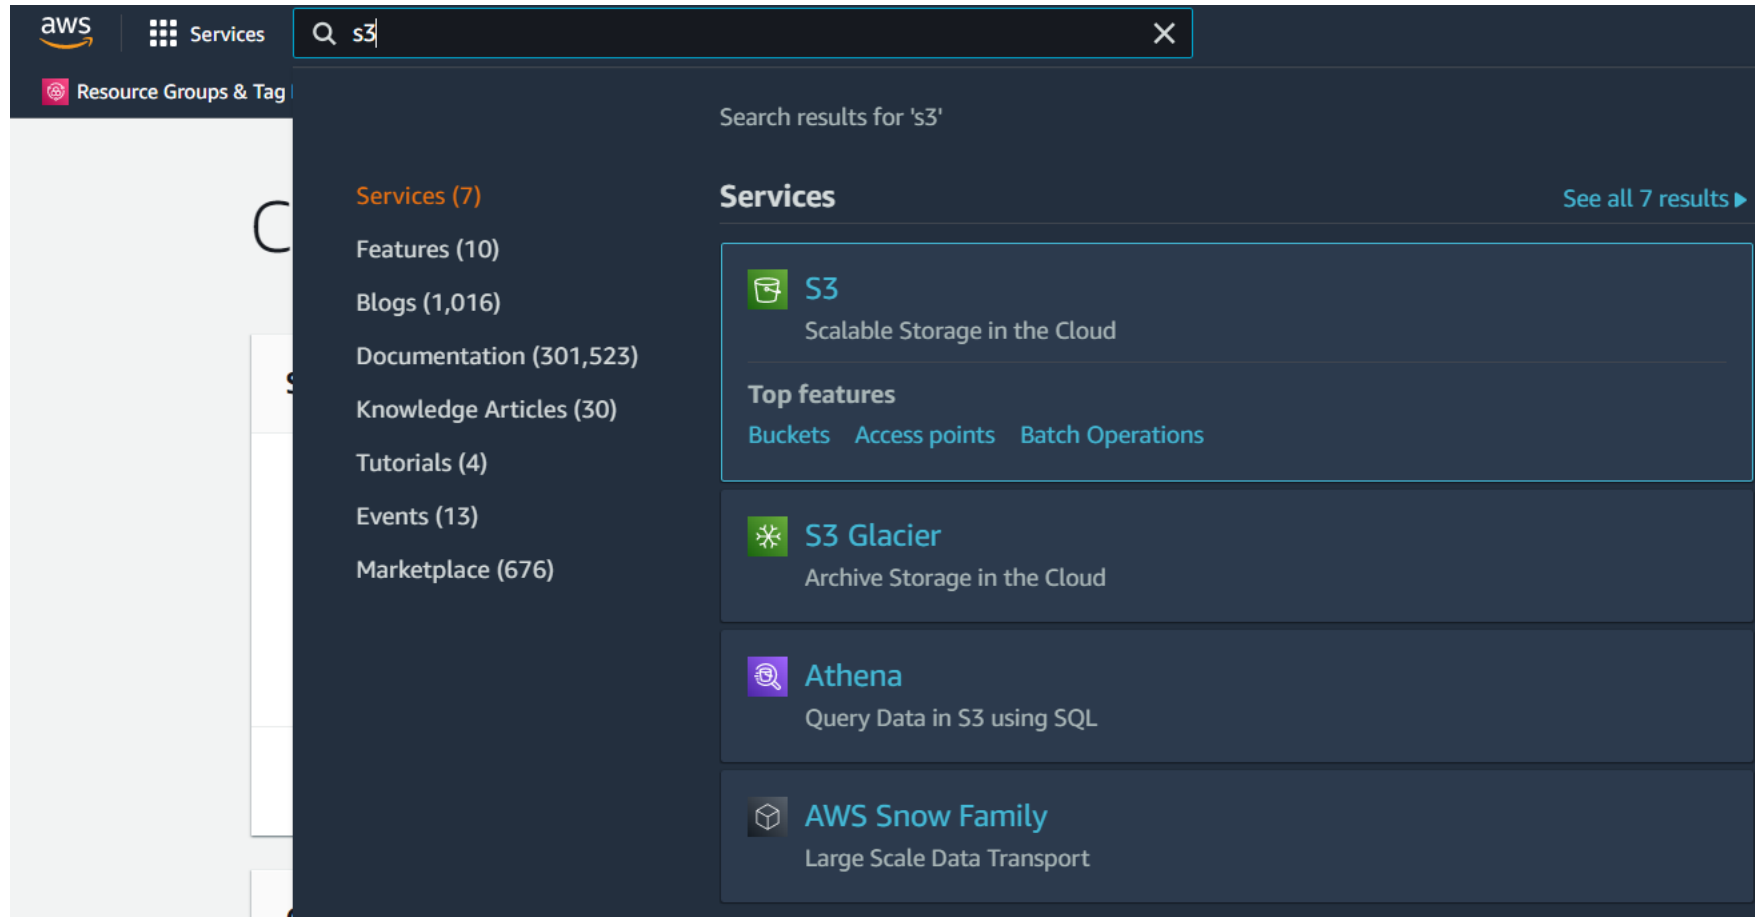 aws
Services
s3
Resource Groups & Tag
Search results for 's3'
Services (7)
Features (10)
Blogs (1,016)
Documentation (301,523)
Knowledge Articles (30)
Tutorials (4)
Events (13)
Marketplace (676)
Services
See all 7 results
S3
Scalable Storage in the Cloud
Top features
Buckets Access points Batch Operations
S3 Glacier
Archive Storage in the Cloud
Athena
Query Data in S3 using SQL
AWS Snow Family
Large Scale Data Transport